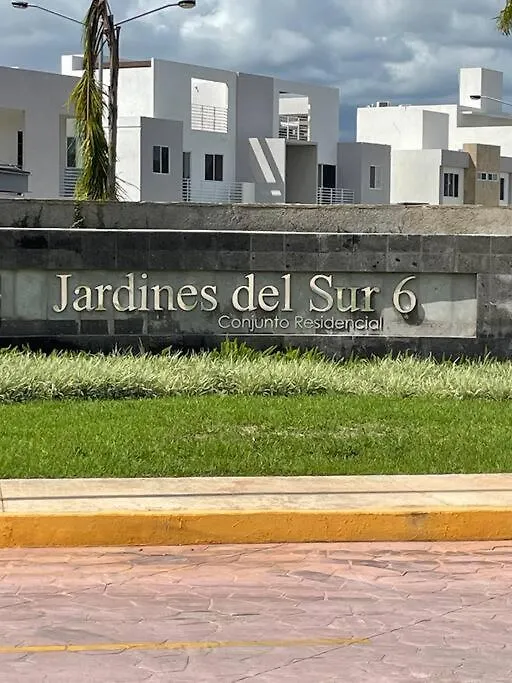 Jardines del Sur 6
Conjunto Residencial